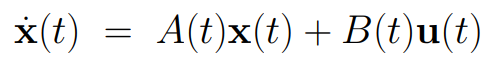 ẋ(t) = A(t)x(t) + B(t)u(t)